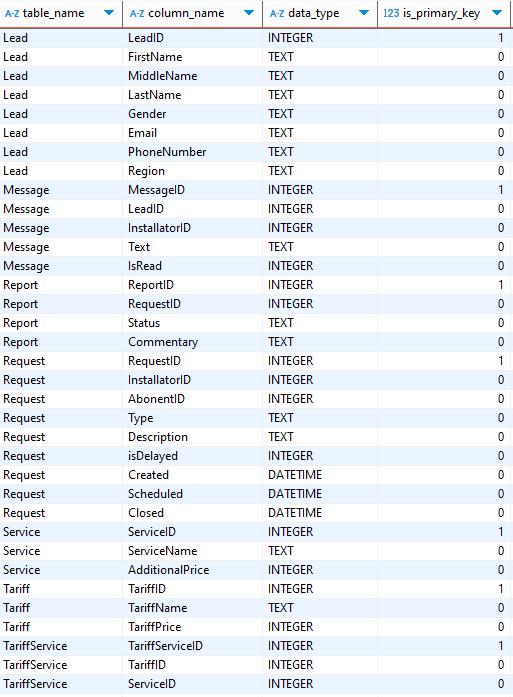 A-Z table_name A-Z column_name A-Z data_type 123 is_primary_key
Lead LeadID INTEGER 1
Lead FirstName TEXT 0
Lead MiddleName TEXT 0
Lead LastName TEXT 0
Lead Gender TEXT 0
Lead Email TEXT 0
Lead PhoneNumber TEXT 0
Lead Region TEXT 0
Message MessageID INTEGER 1
Message LeadID INTEGER 0
Message InstallatorID INTEGER 0
Message Text TEXT 0
Message IsRead INTEGER 0
Report ReportID INTEGER 1
Report RequestID INTEGER 0
Report Status TEXT 0
Report Commentary TEXT 0
Request RequestID INTEGER 1
Request InstallatorID INTEGER 0
Request AbonentID INTEGER 0
Request Type TEXT 0
Request Description TEXT 0
Request isDelayed INTEGER 0
Request Created DATETIME 0
Request Scheduled DATETIME 0
Request Closed DATETIME 0
Service ServiceID INTEGER 1
Service ServiceName TEXT 0
Service AdditionalPrice INTEGER 0
Tariff TariffID INTEGER 1
Tariff TariffName TEXT 0
Tariff TariffPrice INTEGER 0
TariffService TariffServiceID INTEGER 1
TariffService TariffID INTEGER 0
TariffService ServiceID INTEGER 0